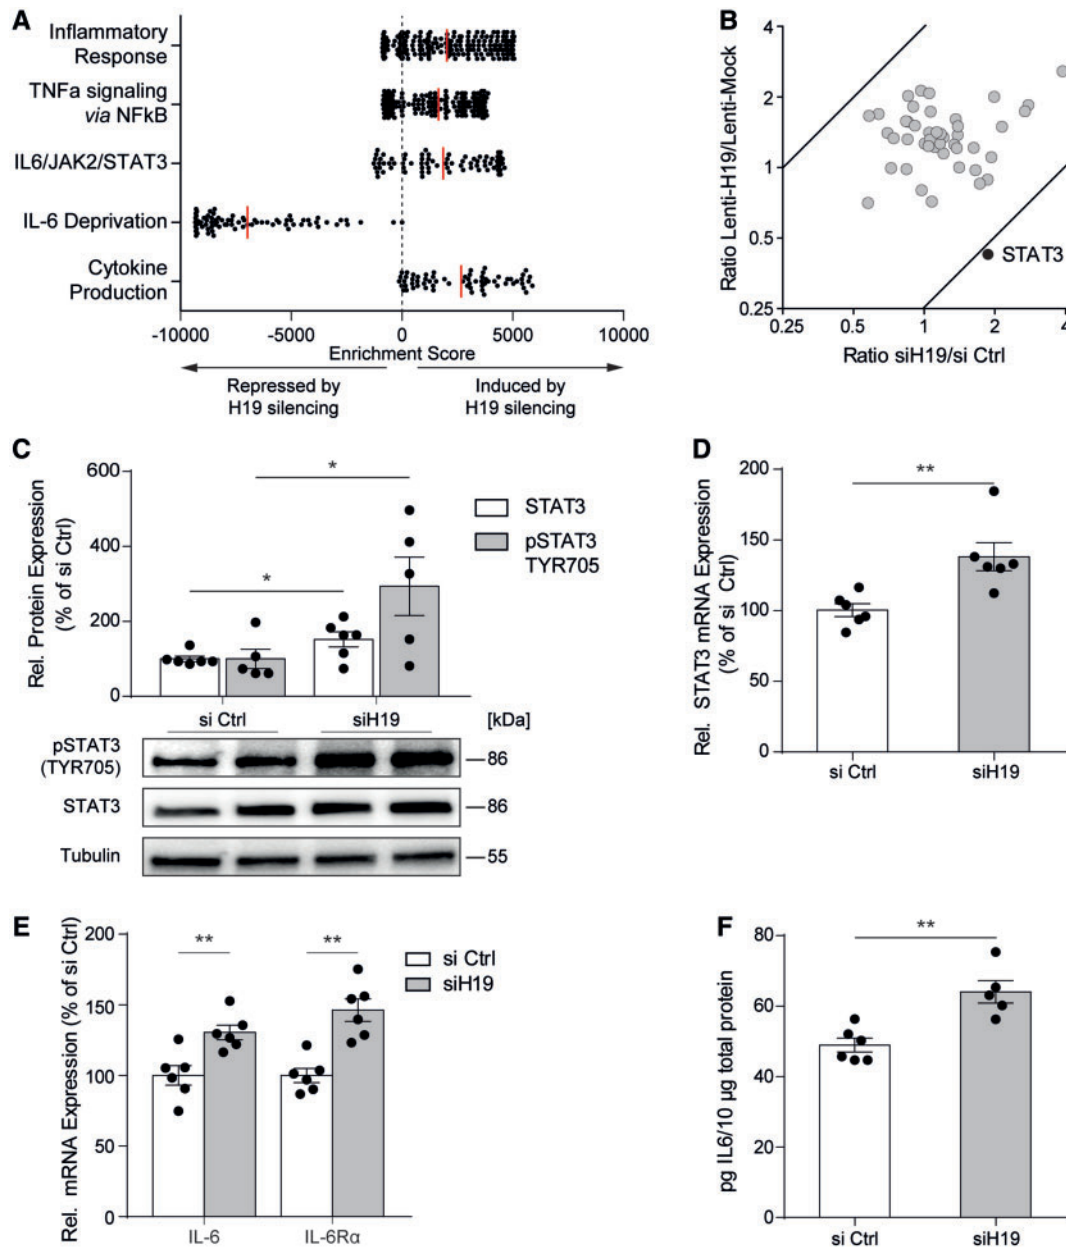 A
Inflammatory
Response
TNFa signaling
via NFkB
IL6/JAK2/STAT3
IL-6 Deprivation
Cytokine
Production
-10000 -5000 0 5000 10000
Enrichment Score
Repressed by
H19 silencing
Induced by
H19 silencing
B
Ratio Lenti-H19/Lenti-Mock
4
2
1
0.5
0.25
STAT3
0.25 0.5 1 2 4
Ratio siH19/si Ctrl
C
Rel. Protein Expression
(% of si Ctrl)
600
400
200
0
*
*
STAT3
pSTAT3
TYR705
si Ctrl siH19 [kDa]
pSTAT3
(TYR705)
86
STAT3
86
Tubulin
55
D
Rel. STAT3 mRNA Expression
(% of si Ctrl)
200
150
100
50
0
**
si Ctrl siH19
E
Rel. mRNA Expression (% of si Ctrl)
200
150
100
50
0
** **
si Ctrl
siH19
IL-6 IL-6Rα
F
pg IL6/10 µg total protein
80
60
40
20
0
**
si Ctrl siH19